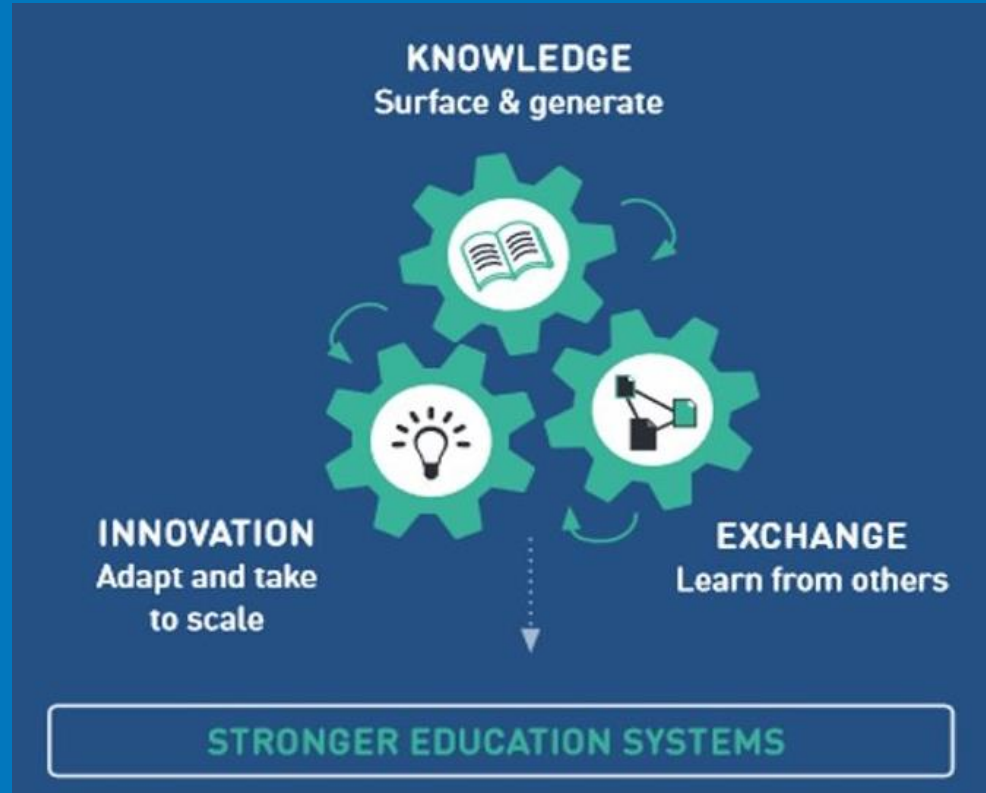 KNOWLEDGE
Surface & generate
INNOVATION
Adapt and take
to scale
EXCHANGE
Learn from others
STRONGER EDUCATION SYSTEMS